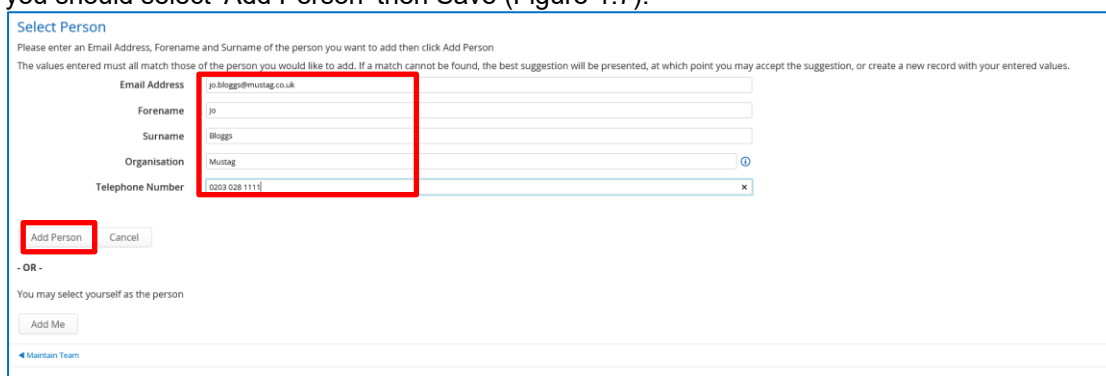 you should select 'Add Person' then Save (Figure 1.7).
Select Person
Please enter an Email Address, Forename and Surname of the person you want to add then click Add Person
The values entered must all match those of the person you would like to add. If a match cannot be found, the best suggestion will be presented, at which point you may accept the suggestion, or create a new record with your entered values.
Email Address jo.bloggs@mustag.co.uk
Forename Jo
Surname Bloggs
Organisation Mustag
Telephone Number 0203 028 1111
Add Person Cancel
- OR -
You may select yourself as the person
Add Me
Maintain Team